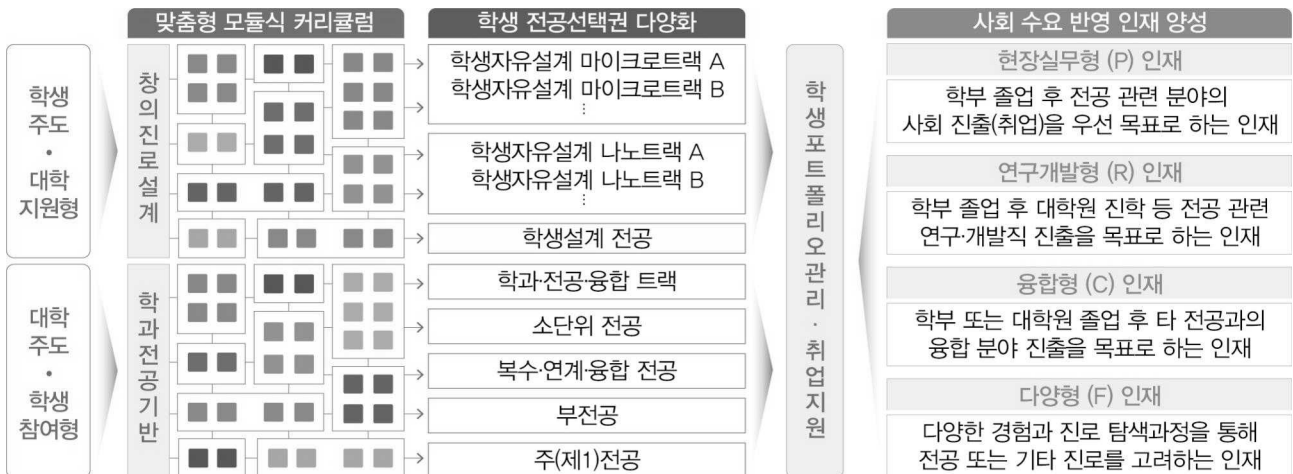 맞춤형 모듈식 커리큘럼
학생 전공선택권 다양화
사회 수요 반영 인재 양성
학생
주도
·
대학
지원형
창의진로설계
학생자유설계 마이크로트랙 A
학생자유설계 마이크로트랙 B
⋮
학생자유설계 나노트랙 A
학생자유설계 나노트랙 B
⋮
학생설계 전공
대학
주도
·
학생
참여형
학과전공기반
학과·전공·융합 트랙
소단위 전공
복수·연계·융합 전공
부전공
주(제1)전공
학생포트폴리오관리·취업지원
현장실무형 (P) 인재
학부 졸업 후 전공 관련 분야의
사회 진출(취업)을 우선 목표로 하는 인재
연구개발형 (R) 인재
학부 졸업 후 대학원 진학 등 전공 관련
연구·개발직 진출을 목표로 하는 인재
융합형 (C) 인재
학부 또는 대학원 졸업 후 타 전공과의
융합 분야 진출을 목표로 하는 인재
다양형 (F) 인재
다양한 경험과 진로 탐색과정을 통해
전공 또는 기타 진로를 고려하는 인재